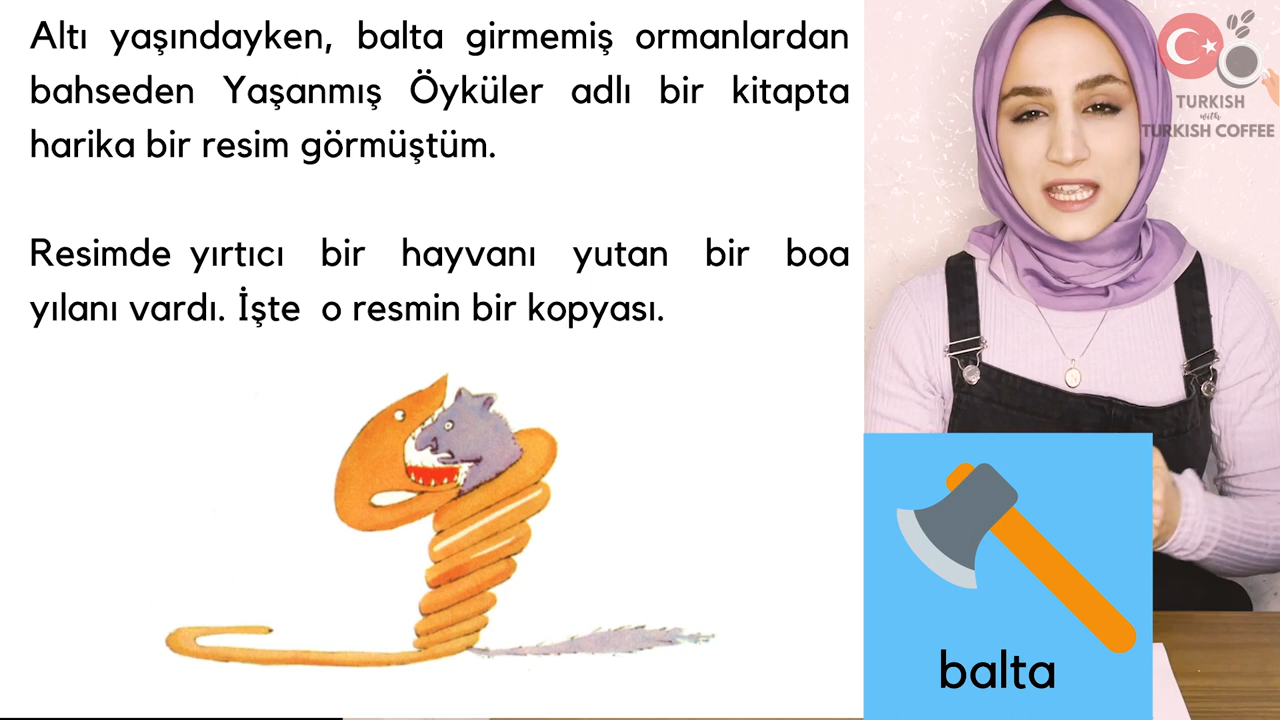 Altı yaşındayken, balta girmemiş ormanlardan
bahseden Yaşanmış Öyküler adlı bir kitapta
harika bir resim görmüştüm.
Resimde yırtıcı bir hayvanı yutan bir boa
yılanı vardı. İşte o resmin bir kopyası.
TURKISH
with
TURKISH COFFEE
balta